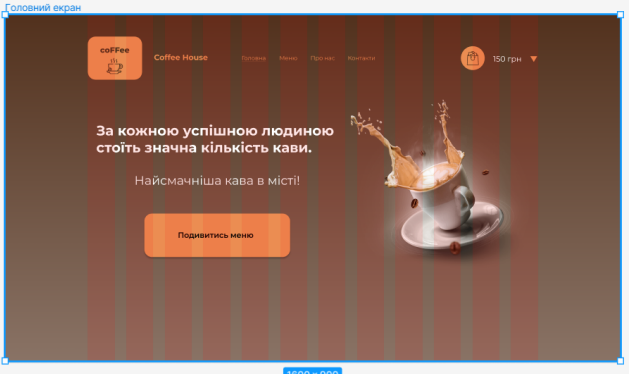 Головний екран
coFFee
Coffee House
Головна
Меню
Про нас
Контакти
150 грн
За кожною успішною людиною
стоїть значна кількість кави.
Найсмачніша кава в місті!
Подивитись меню